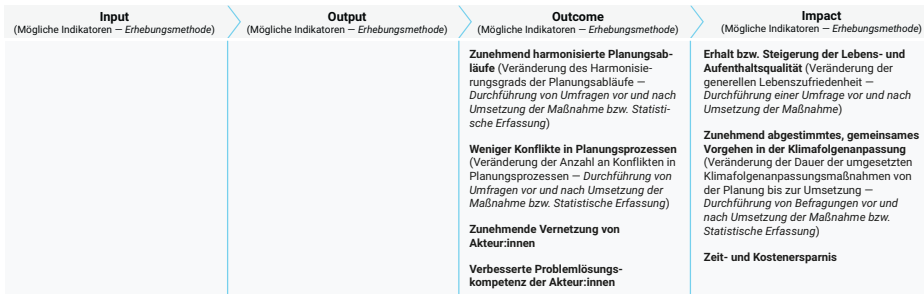 Input
(Mögliche Indikatoren — Erhebungsmethode)
Output
(Mögliche Indikatoren — Erhebungsmethode)
Outcome
(Mögliche Indikatoren — Erhebungsmethode)
Impact
(Mögliche Indikatoren — Erhebungsmethode)
Zunehmend harmonisierte Planungsab-
läufe (Veränderung des Harmonisie-
rungsgrads der Planungsabläufe —
Durchführung von Umfragen vor und nach
Umsetzung der Maßnahme bzw. Statisti-
sche Erfassung)
Weniger Konflikte in Planungsprozessen
(Veränderung der Anzahl an Konflikten in
Planungsprozessen — Durchführung von
Umfragen vor und nach Umsetzung der
Maßnahme bzw. Statistische Erfassung)
Zunehmende Vernetzung von
Akteur:innen
Verbesserte Problemlösungs-
kompetenz der Akteur:innen
Erhalt bzw. Steigerung der Lebens- und
Aufenthaltsqualität (Veränderung der
generellen Lebenszufriedenheit —
Durchführung einer Umfrage vor und nach
Umsetzung der Maßnahme)
Zunehmend abgestimmtes, gemeinsames
Vorgehen in der Klimafolgenanpassung
(Veränderung der Dauer der umgesetzten
Klimafolgenanpassungsmaßnahmen von
der Planung bis zur Umsetzung —
Durchführung von Befragungen vor und
nach Umsetzung der Maßnahme bzw.
Statistische Erfassung)
Zeit- und Kostenersparnis